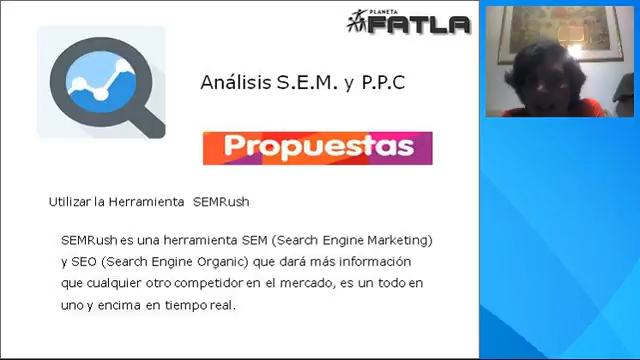 PLANETA
FATLA
Análisis S.E.M. y P.P.C
Propuestas
Utilizar la Herramienta SEMRush
SEMRush es una herramienta SEM (Search Engine Marketing)
y SEO (Search Engine Organic) que dará más información
que cualquier otro competidor en el mercado, es un todo en
uno y encima en tiempo real.